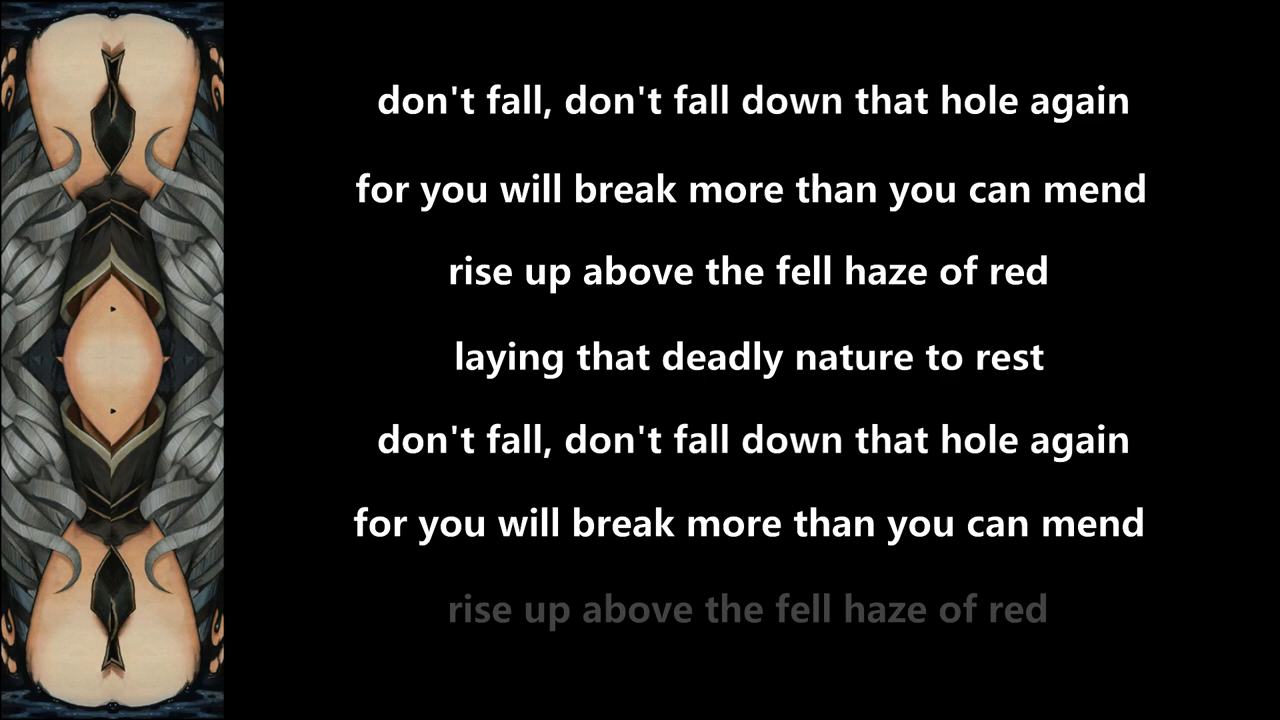 don't fall, don't fall down that hole again
for you will break more than you can mend
rise up above the fell haze of red
laying that deadly nature to rest
don't fall, don't fall down that hole again
for you will break more than you can mend
rise up above the fell haze of red